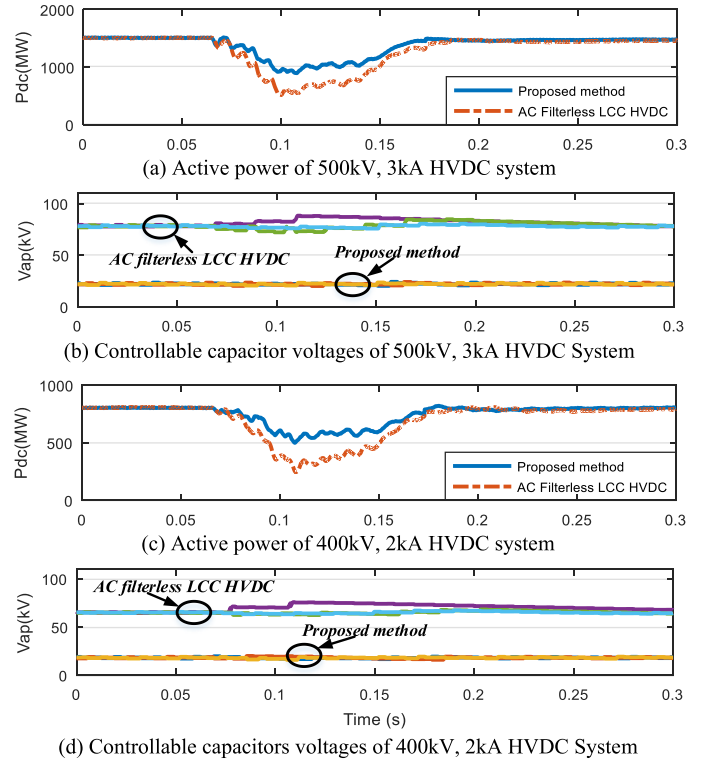 2000
1000
0
Pdc(MW)
Proposed method
AC Filterless LCC HVDC
0 0.05 0.1 0.15 0.2 0.25 0.3
(a) Active power of 500kV, 3kA HVDC system
100
50
0
Vap(kV)
AC filterless LCC HVDC
Proposed method
0 0.05 0.1 0.15 0.2 0.25 0.3
(b) Controllable capacitor voltages of 500kV, 3kA HVDC System
1000
500
0
Pdc(MW)
Proposed method
AC Filterless LCC HVDC
0 0.05 0.1 0.15 0.2 0.25 0.3
(c) Active power of 400kV, 2kA HVDC system
100
50
0
Vap(kV)
AC filterless LCC HVDC
Proposed method
0 0.05 0.1 0.15 0.2 0.25 0.3
Time (s)
(d) Controllable capacitors voltages of 400kV, 2kA HVDC System